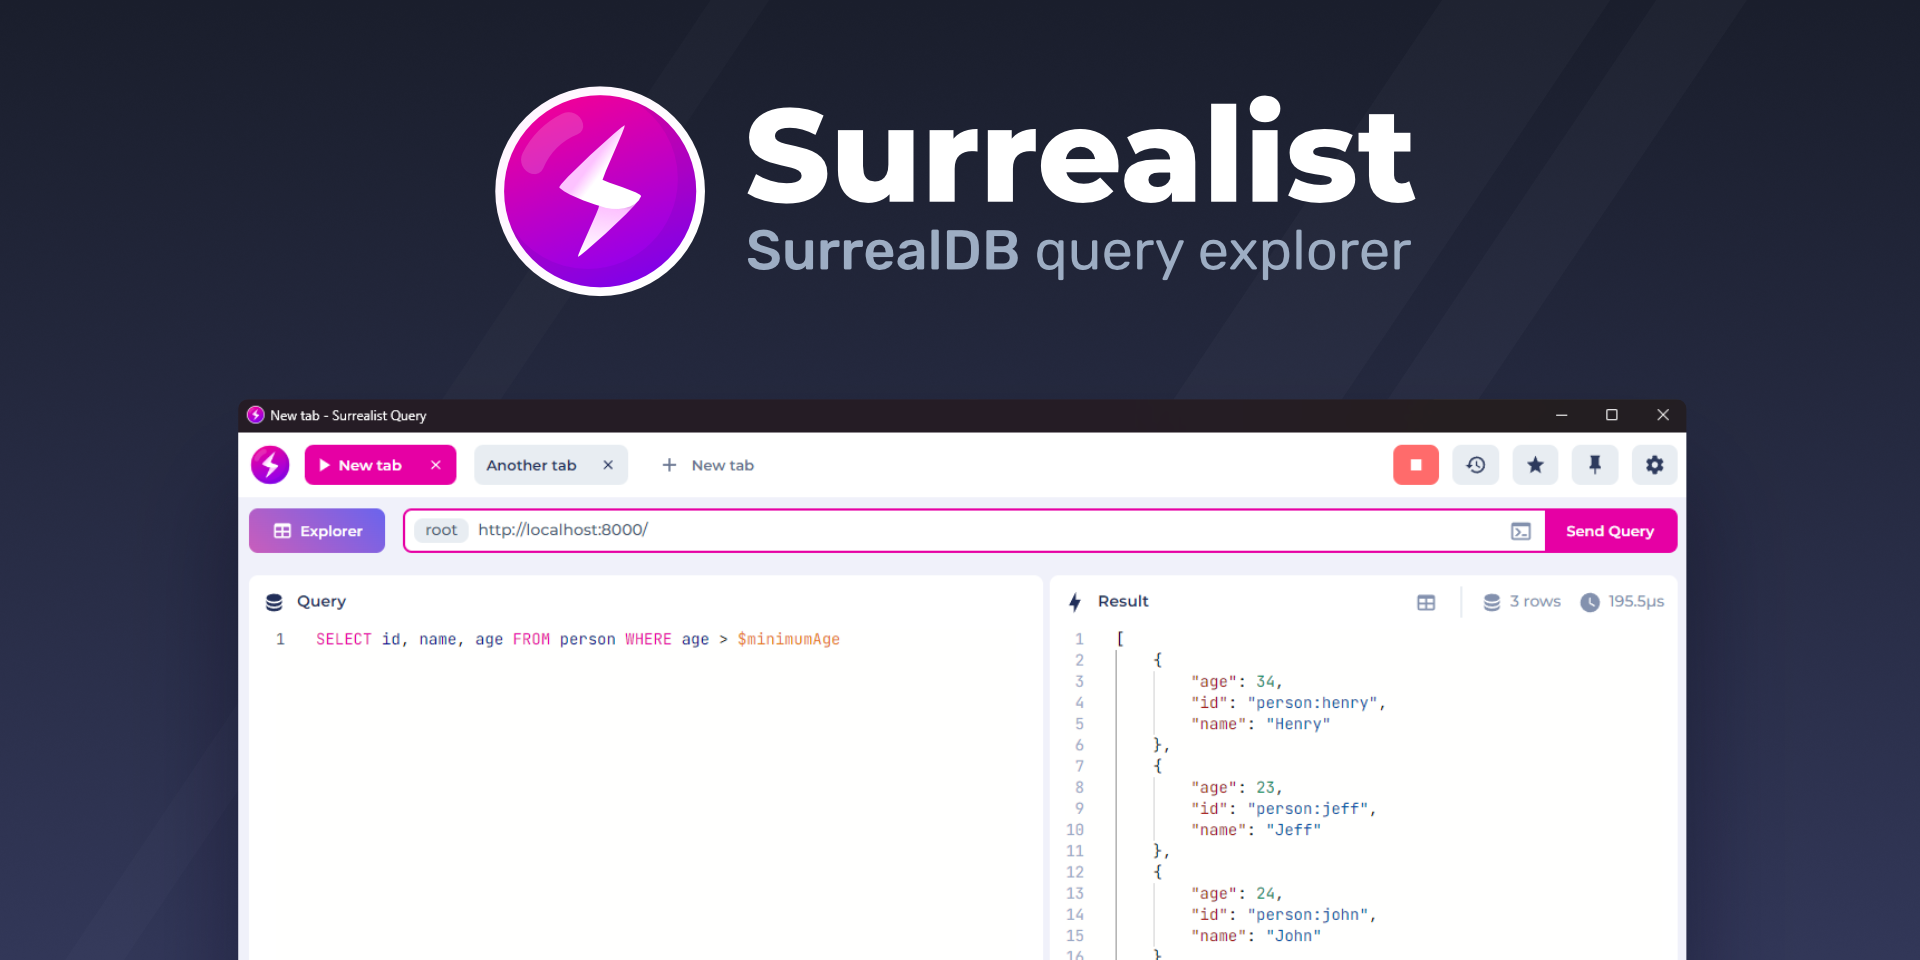 Surrealist
SurrealDB query explorer
New tab - Surrealist Query
New tab
Another tab
New tab
Explorer
root http://localhost:8000/
Send Query
Query
1 SELECT id, name, age FROM person WHERE age > $minimumAge
Result
3 rows 195.5µs
1 [
2 {
3 "age": 34,
4 "id": "person:henry",
5 "name": "Henry"
6 },
7 {
8 "age": 23,
9 "id": "person:jeff",
10 "name": "Jeff"
11 },
12 {
13 "age": 24,
14 "id": "person:john",
15 "name": "John"
16 }